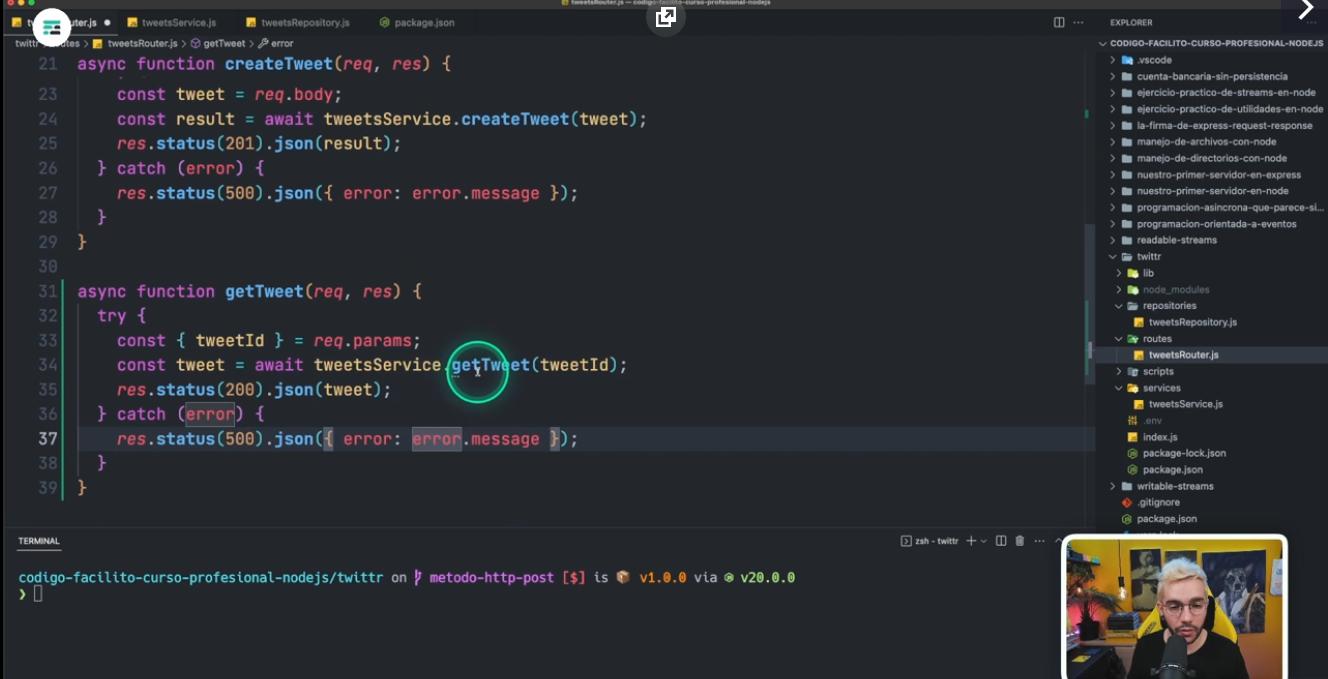 tweetsRouter.js — codigo-facilito-curso-profesional-nodejs
uter.js
tweetsService.js
tweetsRepository.js
package.json
twittr
tweetsRouter.js > getTweet > error
21 async function createTweet(req, res) {
23 const tweet = req.body;
24 const result = await tweetsService.createTweet(tweet);
25 res.status(201).json(result);
26 } catch (error) {
27 res.status(500).json({ error: error.message });
28 }
29 }
30
31 async function getTweet(req, res) {
32 try {
33 const { tweetId } = req.params;
34 const tweet = await tweetsService.getTweet(tweetId);
35 res.status(200).json(tweet);
36 } catch (error) {
37 res.status(500).json({ error: error.message });
38 }
39 }
TERMINAL
zsh - twittr
codigo-facilito-curso-profesional-nodejs/twittr on metodo-http-post [$] is 📦 v1.0.0 via v20.0.0
❯
EXPLORER
CODIGO-FACILITO-CURSO-PROFESIONAL-NODEJS
.vscode
cuenta-bancaria-sin-persistencia
ejercicio-practico-de-streams-en-node
ejercicio-practico-de-utilidades-en-node
la-firma-de-express-request-response
manejo-de-archivos-con-node
manejo-de-directorios-con-node
nuestro-primer-servidor-en-express
nuestro-primer-servidor-en-node
programacion-asincrona-que-parece-si...
programacion-orientada-a-eventos
readable-streams
twittr
lib
node_modules
repositories
tweetsRepository.js
routes
tweetsRouter.js
scripts
services
tweetsService.js
.env
index.js
package-lock.json
package.json
writable-streams
.gitignore
package.json